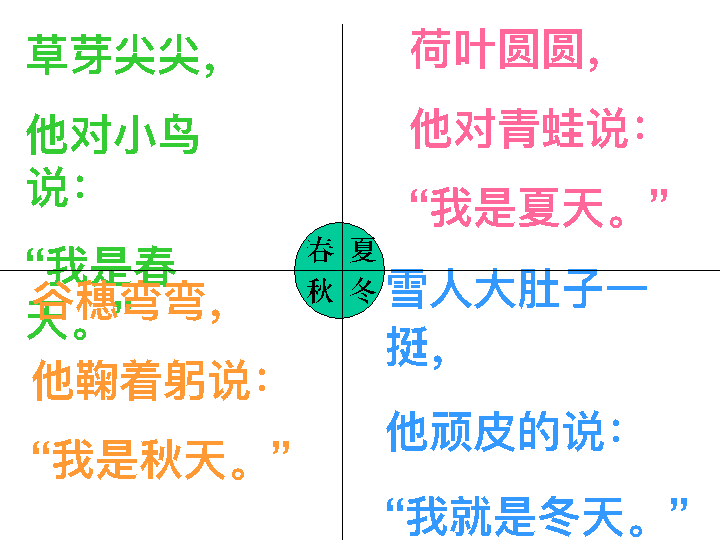 草芽尖尖，
他对小鸟
说：
“我是春
天。”
荷叶圆圆，
他对青蛙说：
“我是夏天。”
春 夏
秋 冬
谷穗弯弯，
他鞠着躬说：
“我是秋天。”
雪人大肚子一
挺，
他顽皮的说：
“我就是冬天。”